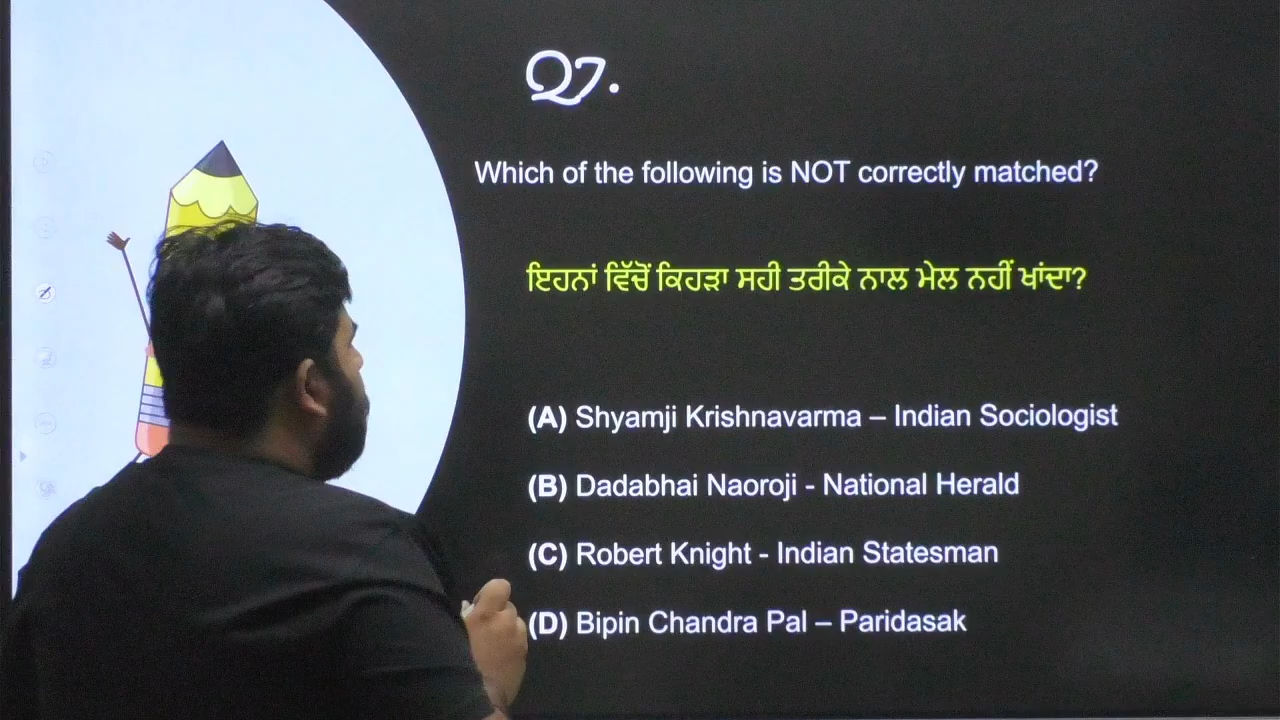 Q7.
Which of the following is NOT correctly matched?
ਇਹਨਾਂ ਵਿੱਚੋਂ ਕਿਹੜਾ ਸਹੀ ਤਰੀਕੇ ਨਾਲ ਮੇਲ ਨਹੀਂ ਖਾਂਦਾ?
(A) Shyamji Krishnavarma – Indian Sociologist
(B) Dadabhai Naoroji - National Herald
(C) Robert Knight - Indian Statesman
(D) Bipin Chandra Pal – Paridasak